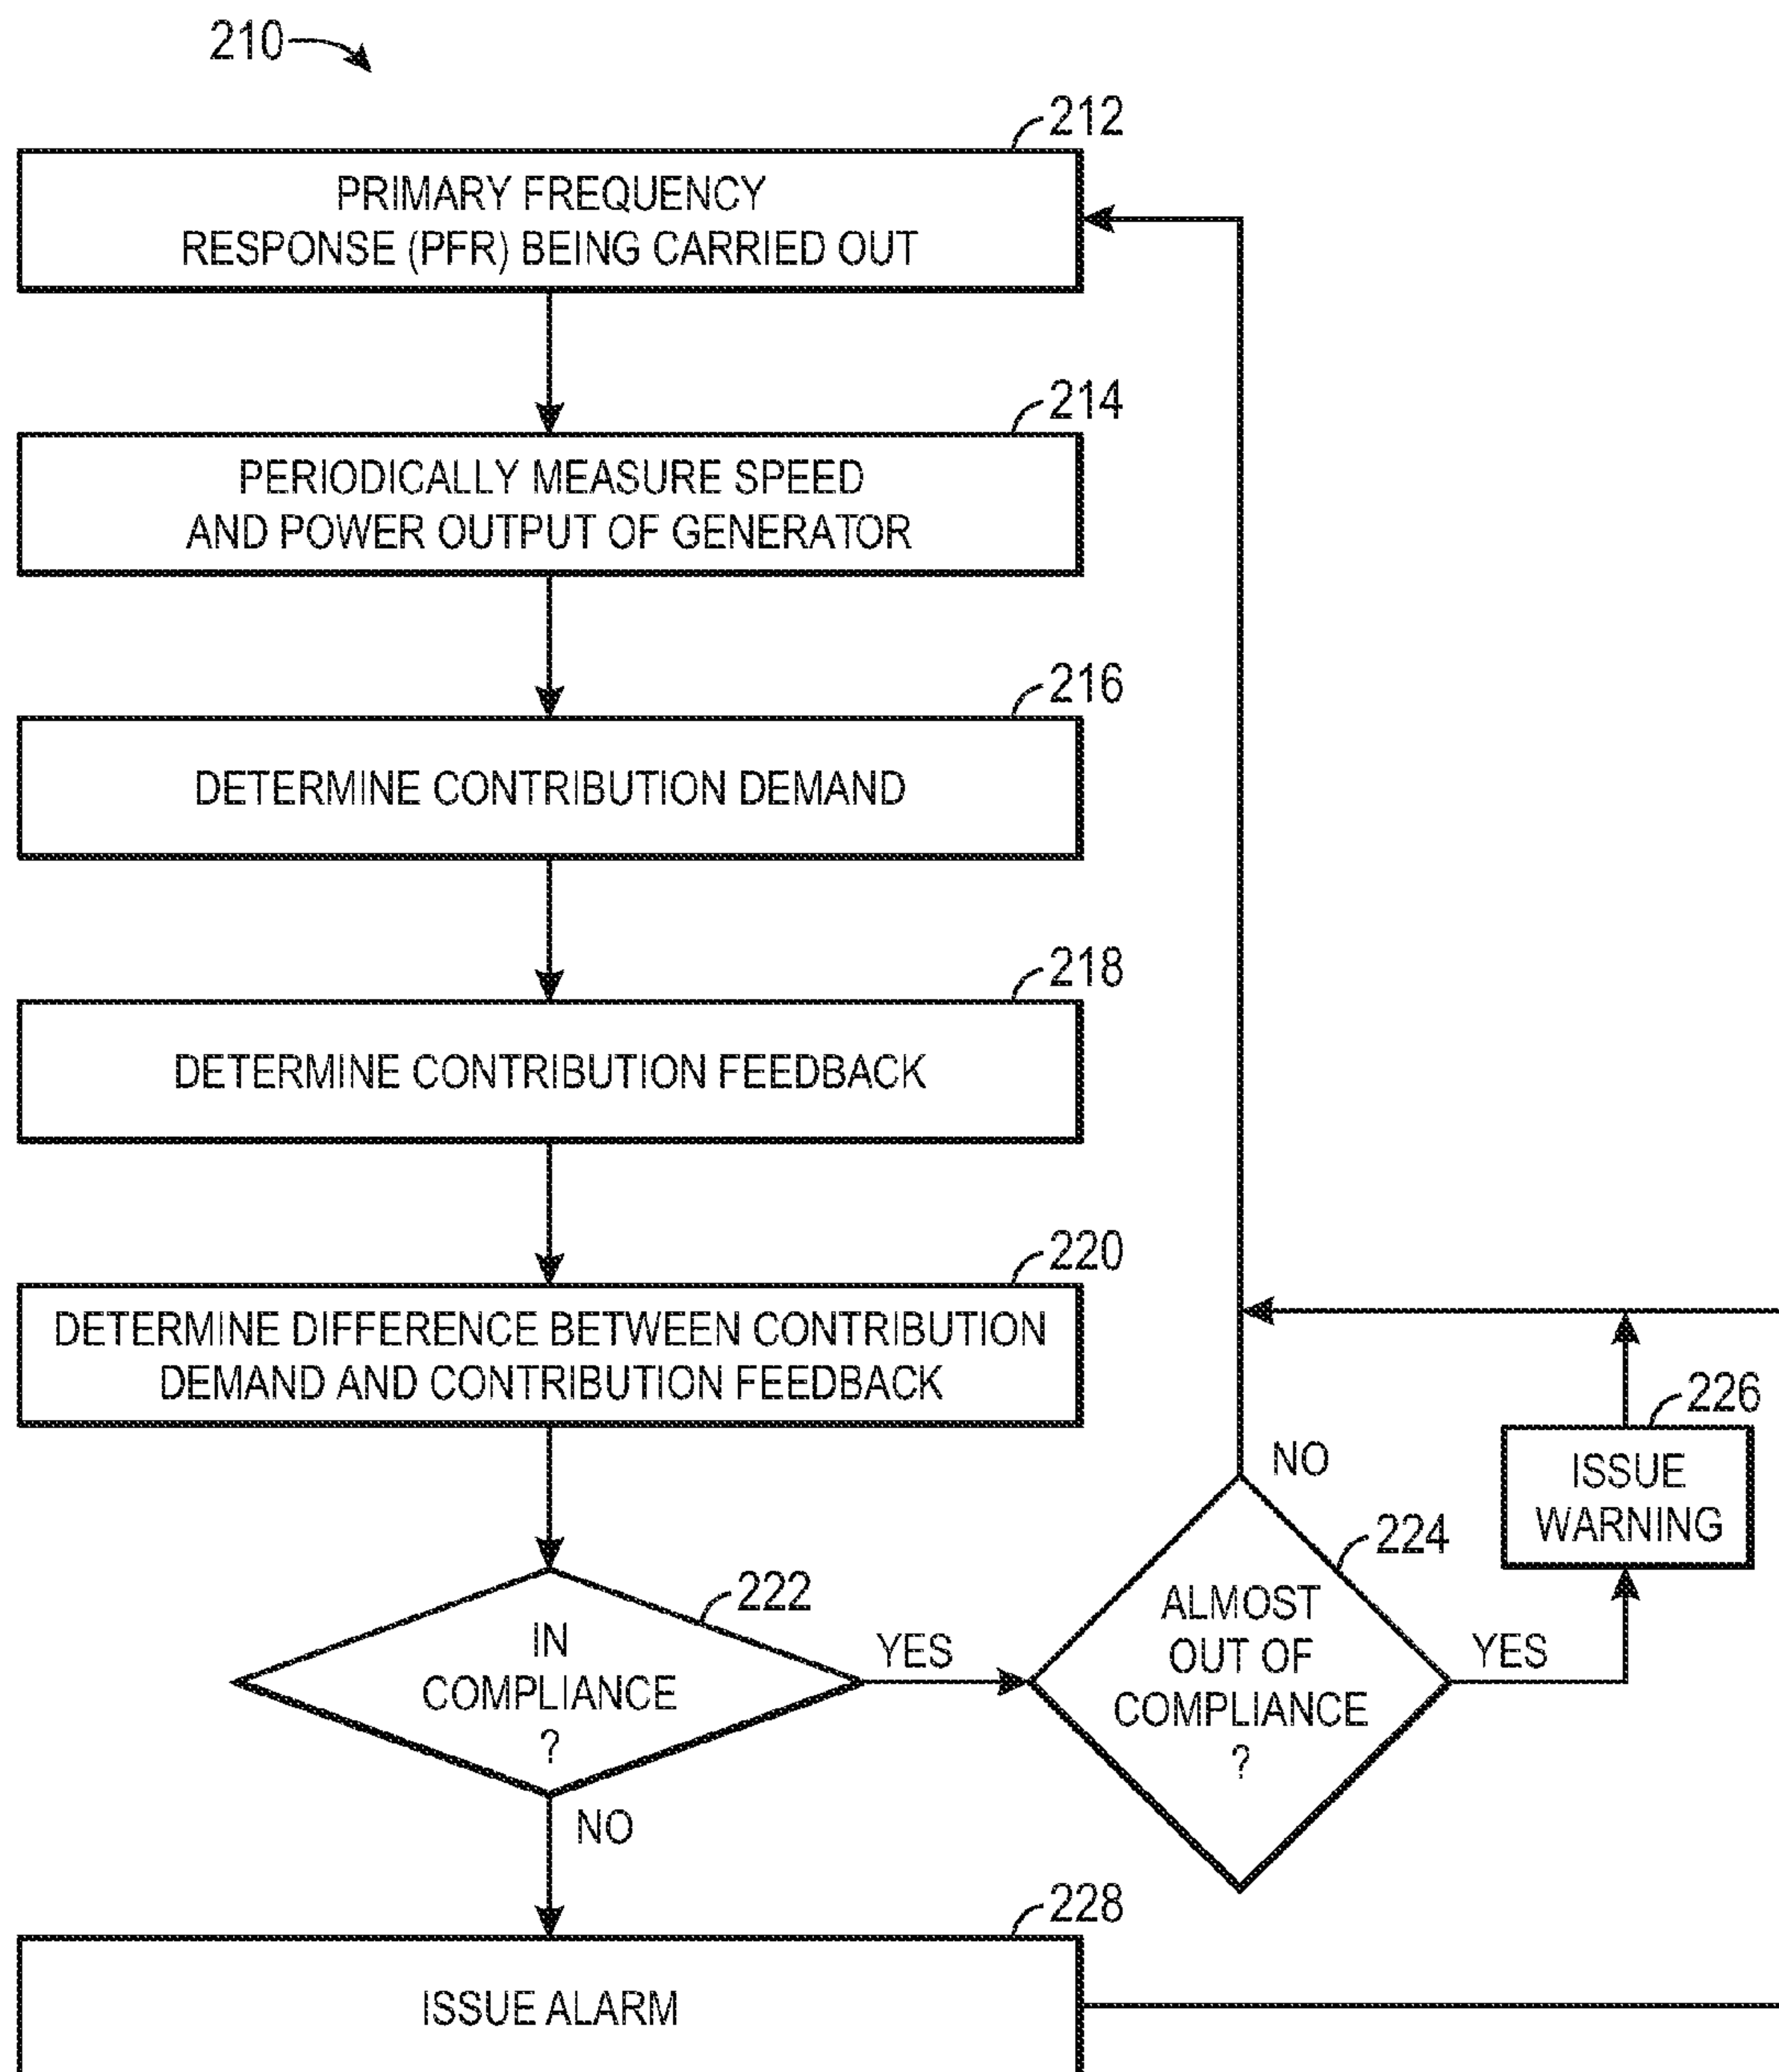 210
212
PRIMARY FREQUENCY
RESPONSE (PFR) BEING CARRIED OUT
214
PERIODICALLY MEASURE SPEED
AND POWER OUTPUT OF GENERATOR
216
DETERMINE CONTRIBUTION DEMAND
218
DETERMINE CONTRIBUTION FEEDBACK
220
DETERMINE DIFFERENCE BETWEEN CONTRIBUTION
DEMAND AND CONTRIBUTION FEEDBACK
222
IN
COMPLIANCE
?
YES
NO
224
ALMOST
OUT OF
COMPLIANCE
?
NO
YES
226
ISSUE
WARNING
228
ISSUE ALARM